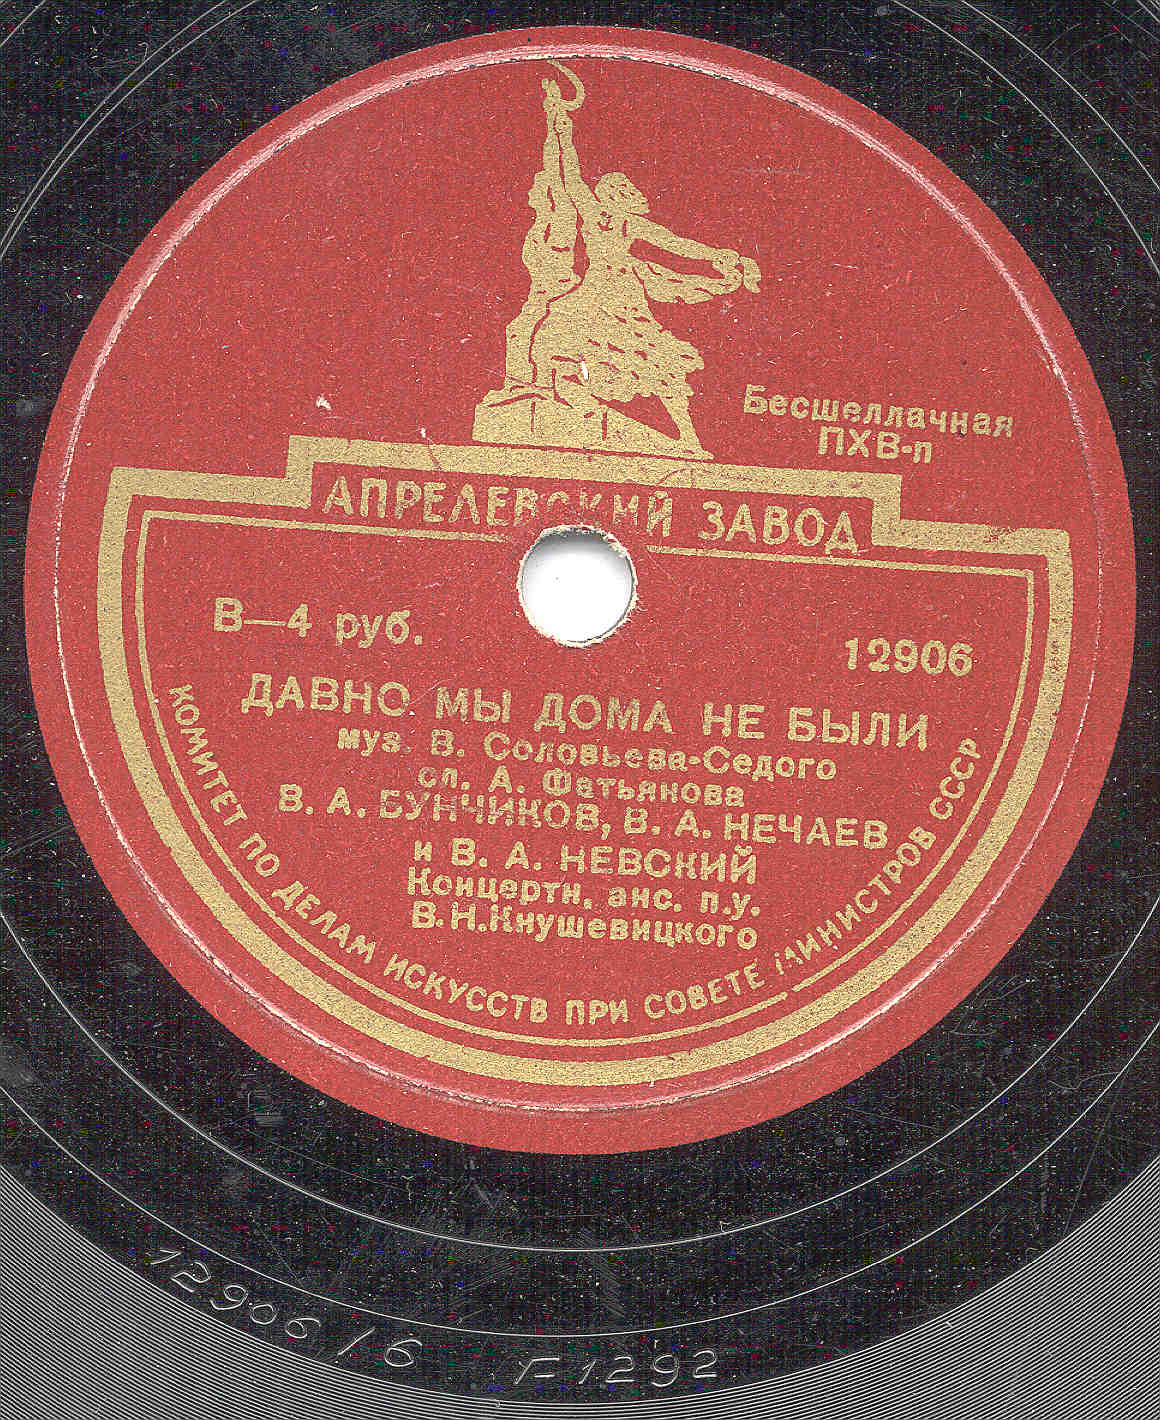 Бесшеллачная
ПХВ-п
АПРЕЛЕВСКИЙ ЗАВОД
В—4 руб.
12906
ДАВНО МЫ ДОМА НЕ БЫЛИ
муз. В. Соловьева-Седого
сл. А. Фатьянова
В. А. БУНЧИКОВ, В. А. НЕЧАЕВ
и В. А. НЕВСКИЙ
Концертн. анс. п.у.
В.Н.Кнушевицкого
КОМИТЕТ ПО ДЕЛАМ ИСКУССТВ ПРИ СОВЕТЕ МИНИСТРОВ СССР
12906/6 Г-1292